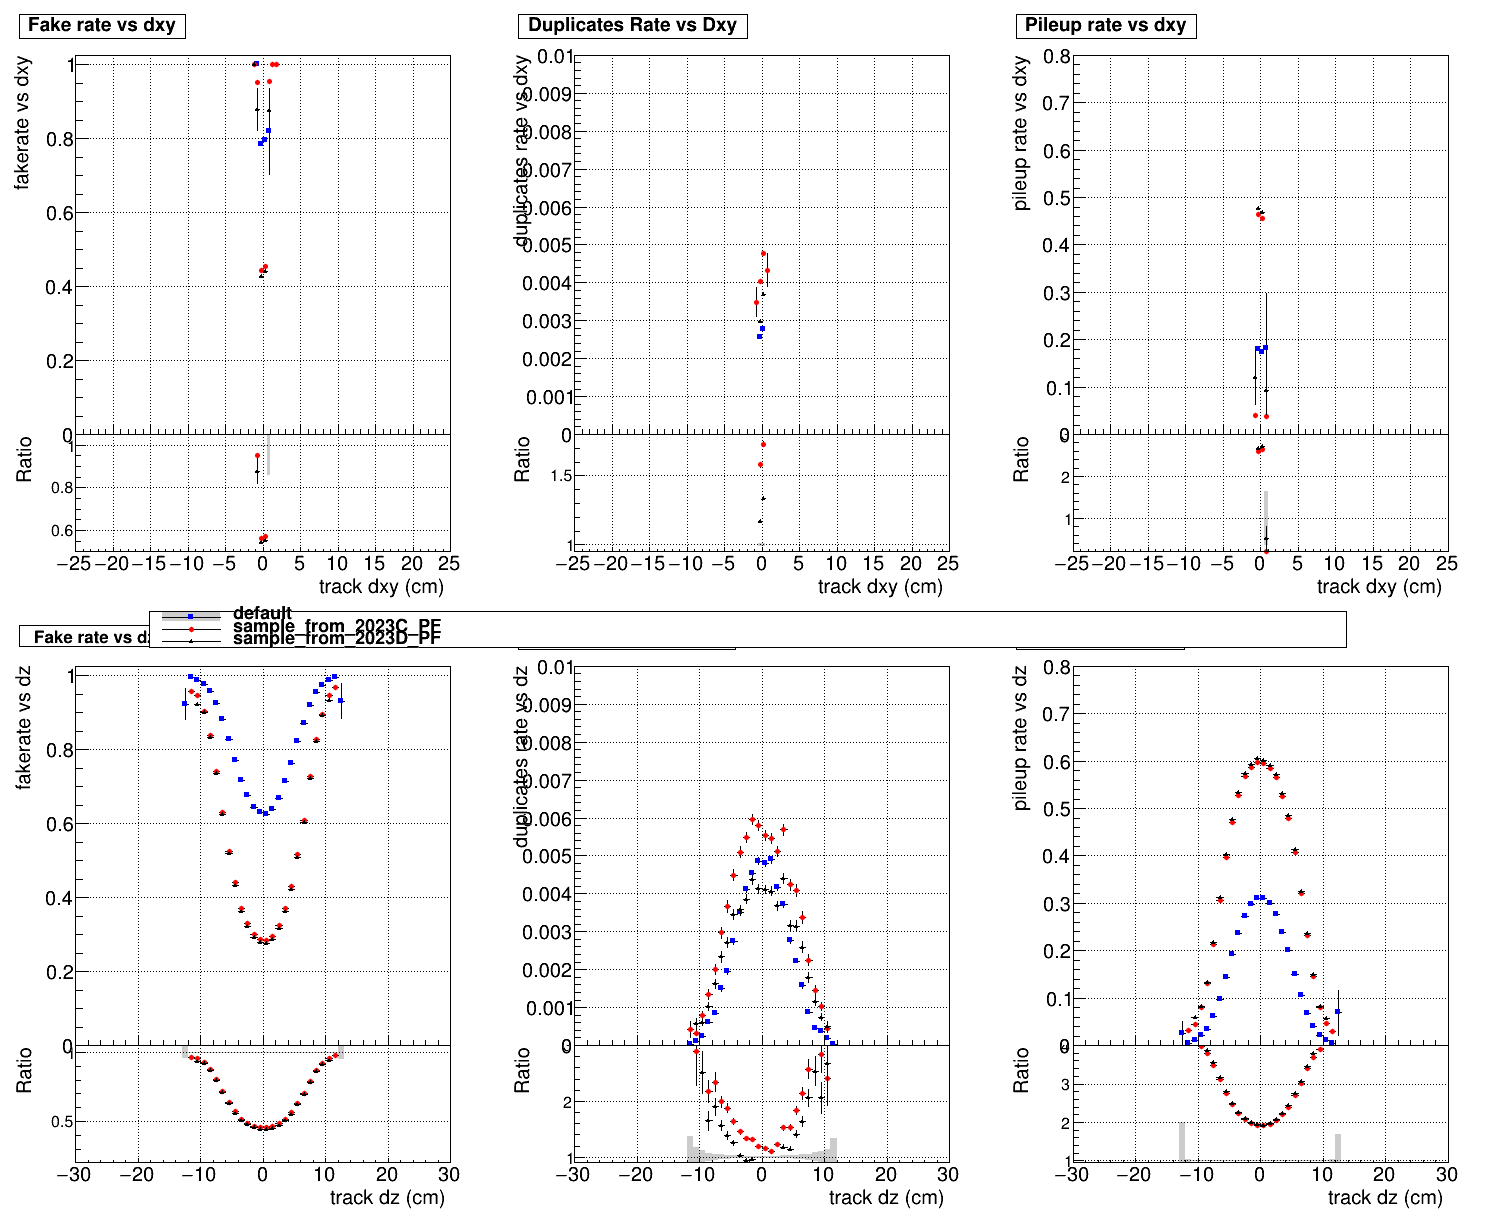 Fake rate vs dxy
Duplicates Rate vs Dxy
Pileup rate vs dxy
fakerate vs dxy
1
0.8
0.6
0.4
0.2
0
Ratio
1
0.8
0.6
−25 −20 −15 −10 −5 0 5 10 15 20 25
track dxy (cm)
duplicates rate vs dxy
0.01
0.009
0.008
0.007
0.006
0.005
0.004
0.003
0.002
0.001
0
Ratio
1.5
1
−25 −20 −15 −10 −5 0 5 10 15 20 25
track dxy (cm)
pileup rate vs dxy
0.8
0.7
0.6
0.5
0.4
0.3
0.2
0.1
0
Ratio
2
1
−25 −20 −15 −10 −5 0 5 10 15 20 25
track dxy (cm)
default
sample_from_2023C_PF
sample_from_2023D_PF
Fake rate vs dz
fakerate vs dz
1
0.8
0.6
0.4
0.2
0
Ratio
1
0.5
−30 −20 −10 0 10 20 30
track dz (cm)
duplicates rate vs dz
0.01
0.009
0.008
0.007
0.006
0.005
0.004
0.003
0.002
0.001
0
Ratio
2
1
−30 −20 −10 0 10 20 30
track dz (cm)
pileup rate vs dz
0.8
0.7
0.6
0.5
0.4
0.3
0.2
0.1
Ratio
3
2
1
−30 −20 −10 0 10 20 30
track dz (cm)